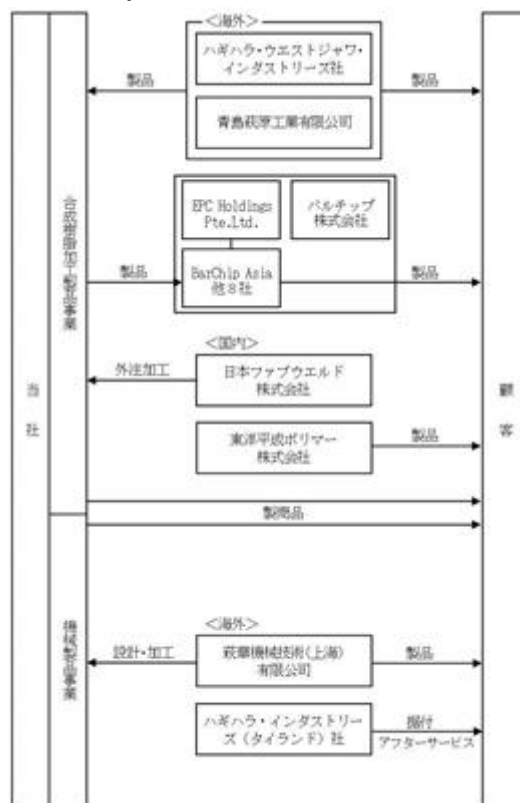 ＜海外＞
ハギハラ・ウエストジャワ・
インダストリーズ社
製品
製品
青島萩原工業有限公司
合成樹脂加工製品事業
EPC Holdings
Pte.Ltd.
バルチップ
株式会社
製品
BarChip Asia
他8社
製品
＜国内＞
外注加工
日本ファブウエルド
株式会社
当社
顧客
東洋平成ポリマー
株式会社
製品
製商品
機械製品事業
＜海外＞
設計・加工
萩華機械技術(上海)
有限公司
製品
ハギハラ・インダストリー
ズ（タイランド）社
据付
アフターサービス